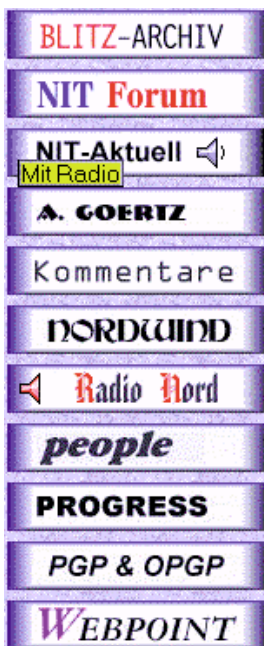 BLITZ-ARCHIV
NIT Forum
NIT-Aktuell
Mit Radio
A. GOERTZ
Kommentare
NORDWIND
Radio Nord
people
PROGRESS
PGP & OPGP
WEBPOINT